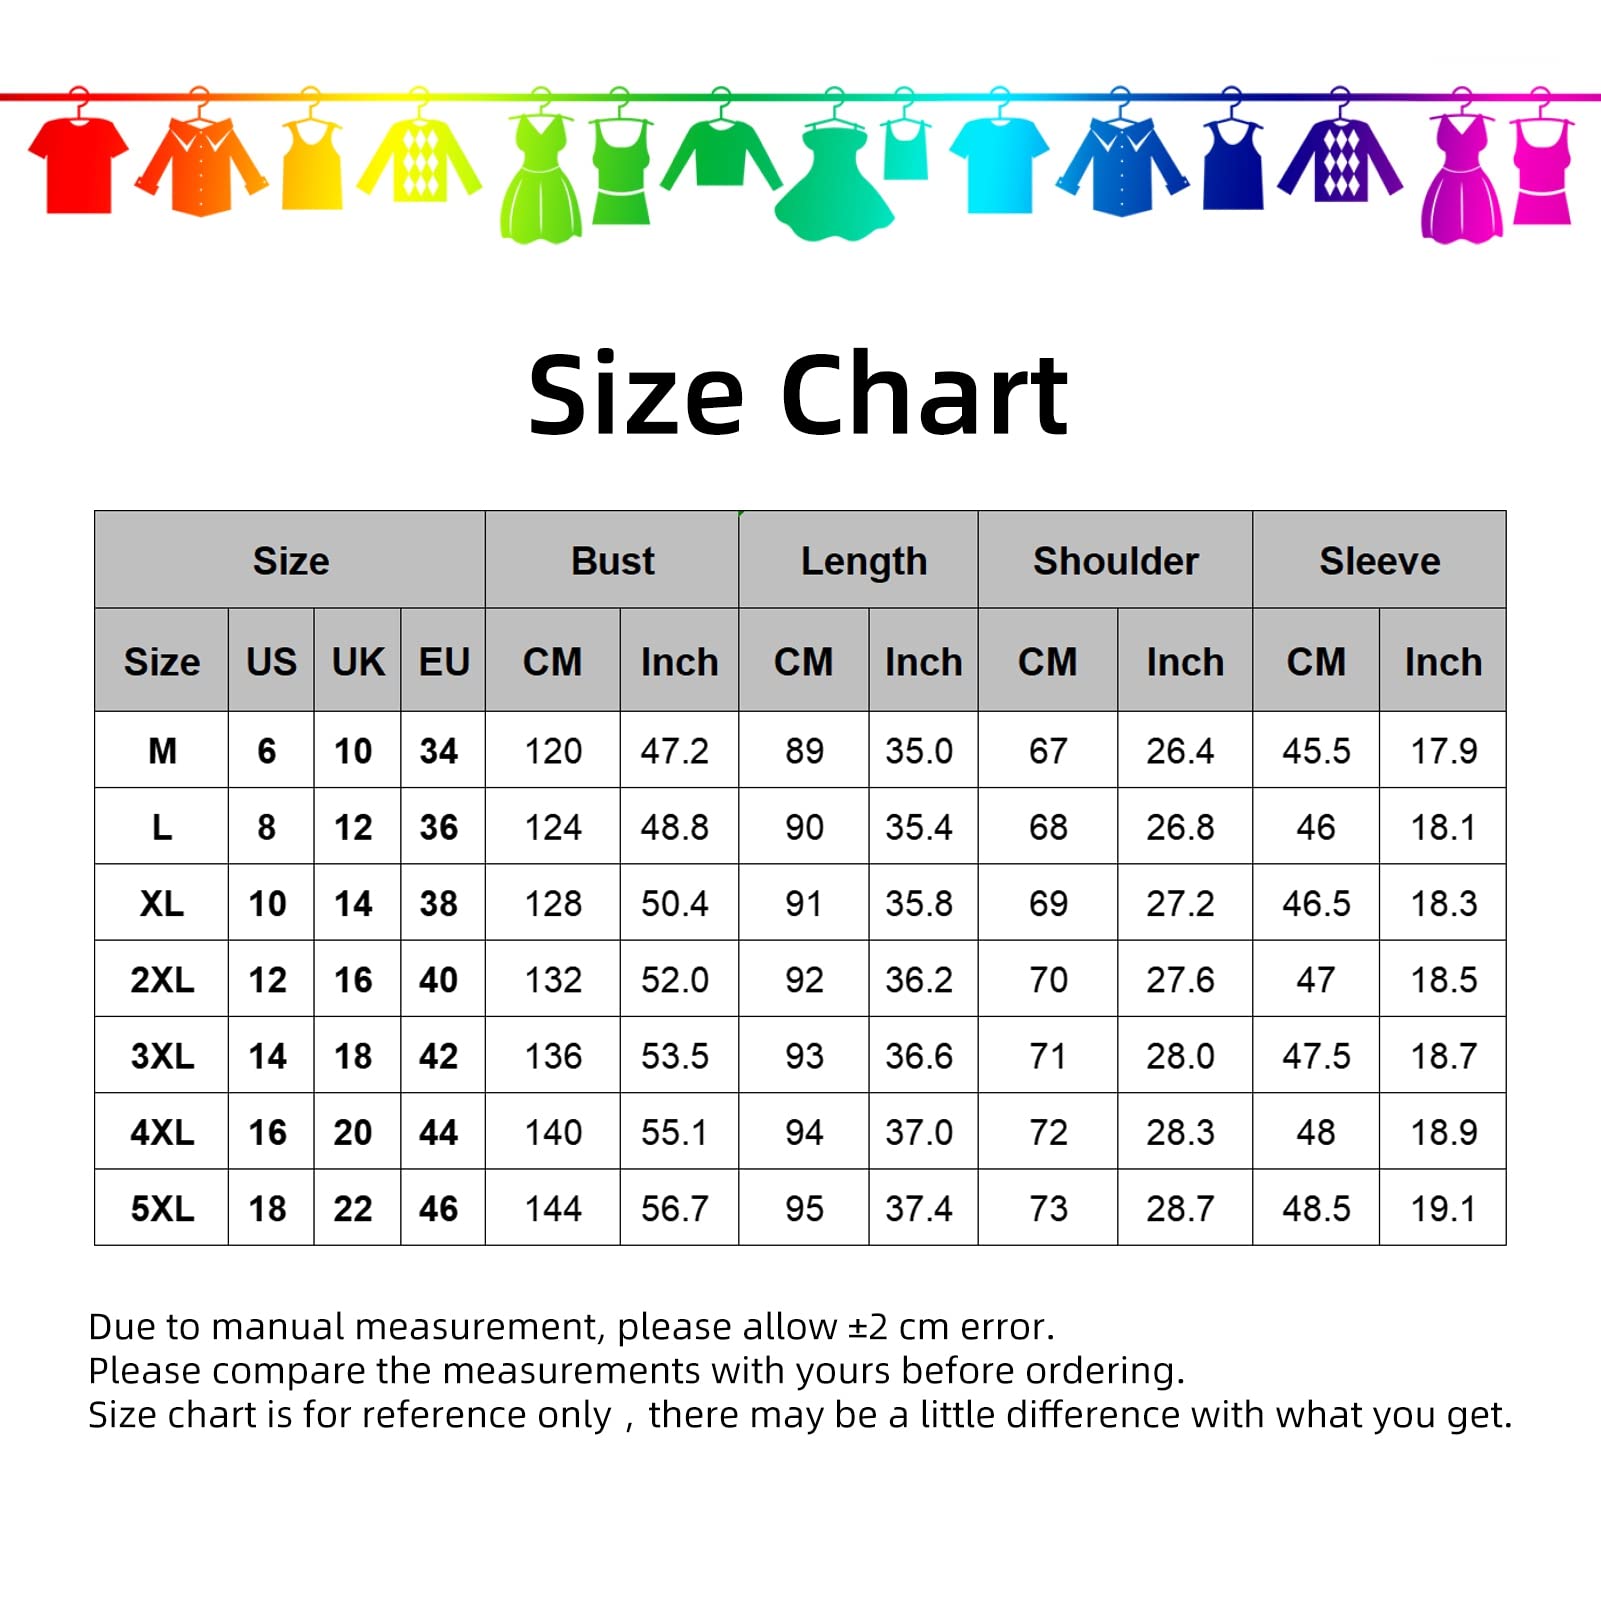 Size Chart
Size Bust Length Shoulder Sleeve
Size US UK EU CM Inch CM Inch CM Inch CM Inch
M 6 10 34 120 47.2 89 35.0 67 26.4 45.5 17.9
L 8 12 36 124 48.8 90 35.4 68 26.8 46 18.1
XL 10 14 38 128 50.4 91 35.8 69 27.2 46.5 18.3
2XL 12 16 40 132 52.0 92 36.2 70 27.6 47 18.5
3XL 14 18 42 136 53.5 93 36.6 71 28.0 47.5 18.7
4XL 16 20 44 140 55.1 94 37.0 72 28.3 48 18.9
5XL 18 22 46 144 56.7 95 37.4 73 28.7 48.5 19.1
Due to manual measurement, please allow ±2 cm error.
Please compare the measurements with yours before ordering.
Size chart is for reference only , there may be a little difference with what you get.